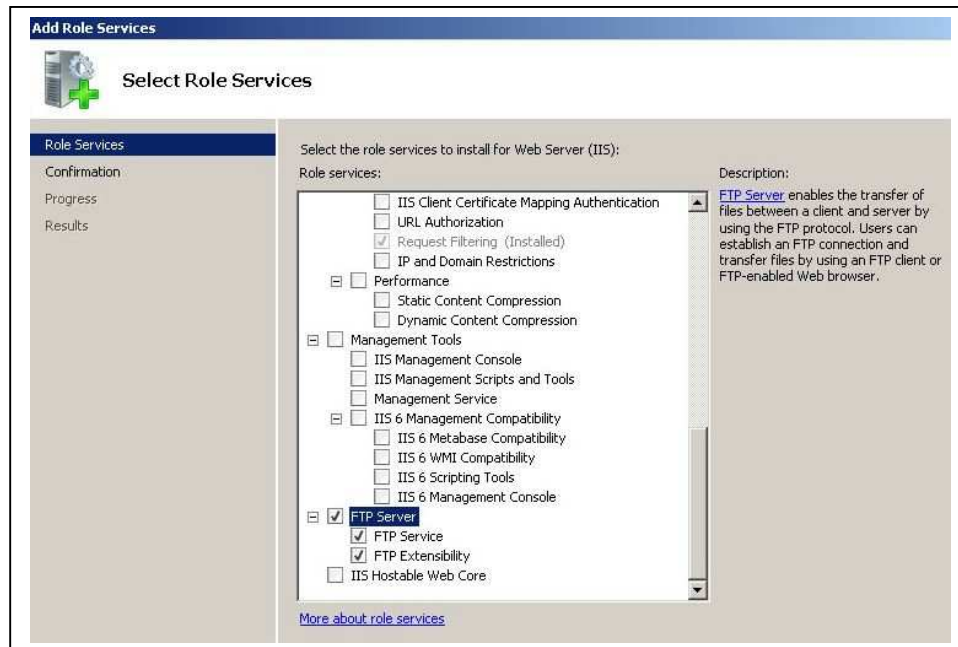 Add Role Services
Select Role Services
Role Services
Confirmation
Progress
Results
Select the role services to install for Web Server (IIS):
Role services:
IIS Client Certificate Mapping Authentication
URL Authorization
Request Filtering (Installed)
IP and Domain Restrictions
Performance
Static Content Compression
Dynamic Content Compression
Management Tools
IIS Management Console
IIS Management Scripts and Tools
Management Service
IIS 6 Management Compatibility
IIS 6 Metabase Compatibility
IIS 6 WMI Compatibility
IIS 6 Scripting Tools
IIS 6 Management Console
FTP Server
FTP Service
FTP Extensibility
IIS Hostable Web Core
More about role services
Description:
FTP Server enables the transfer of
files between a client and server by
using the FTP protocol. Users can
establish an FTP connection and
transfer files by using an FTP client or
FTP-enabled Web browser.